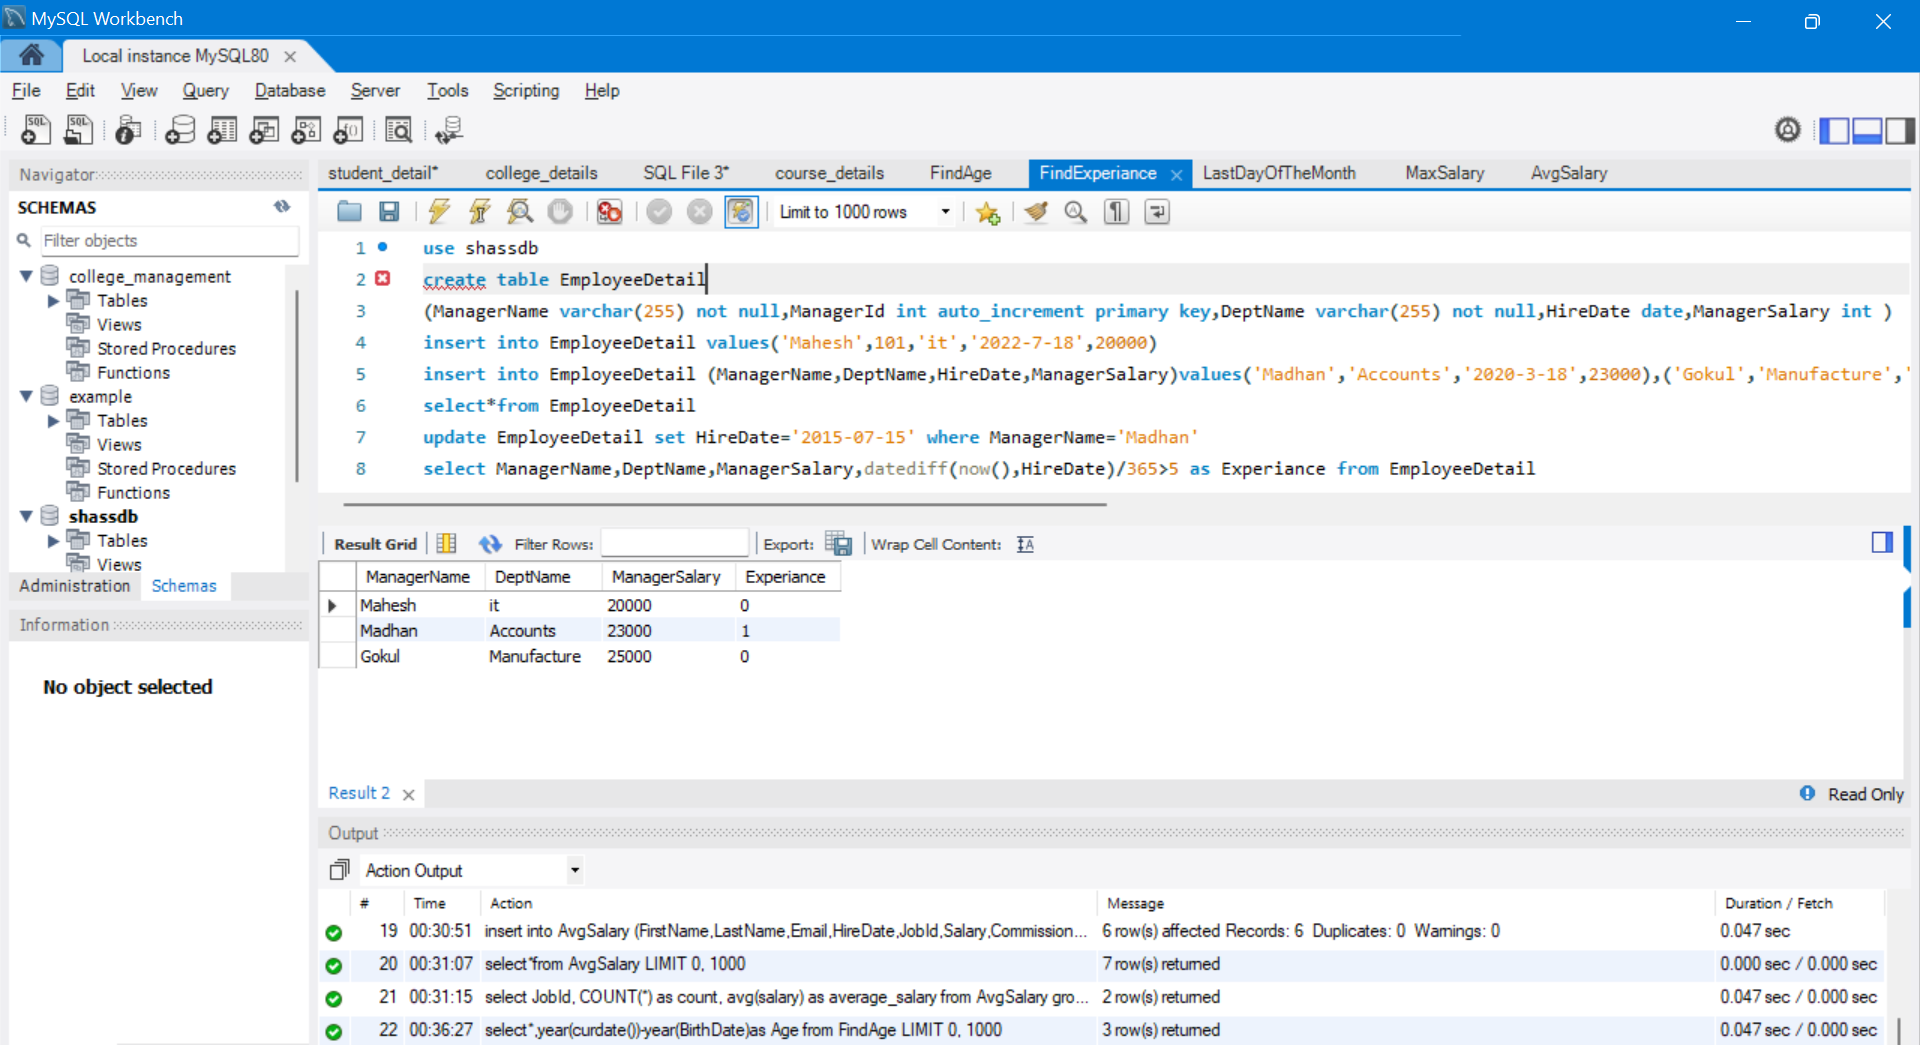 MySQL Workbench
Local instance MySQL80
File Edit View Query Database Server Tools Scripting Help
Navigator
SCHEMAS
Filter objects
college_management
Tables
Views
Stored Procedures
Functions
example
Tables
Views
Stored Procedures
Functions
shassdb
Tables
Views
Administration Schemas
Information
No object selected
student_detail* college_details SQL File 3* course_details FindAge FindExperiance LastDayOfTheMonth MaxSalary AvgSalary
Limit to 1000 rows
1 use shassdb
2 create table EmployeeDetail
3 (ManagerName varchar(255) not null,ManagerId int auto_increment primary key,DeptName varchar(255) not null,HireDate date,ManagerSalary int )
4 insert into EmployeeDetail values('Mahesh',101,'it','2022-7-18',20000)
5 insert into EmployeeDetail (ManagerName,DeptName,HireDate,ManagerSalary)values('Madhan','Accounts','2020-3-18',23000),('Gokul','Manufacture','
6 select*from EmployeeDetail
7 update EmployeeDetail set HireDate='2015-07-15' where ManagerName='Madhan'
8 select ManagerName,DeptName,ManagerSalary,datediff(now(),HireDate)/365>5 as Experiance from EmployeeDetail
Result Grid Filter Rows: Export: Wrap Cell Content:
ManagerName DeptName ManagerSalary Experiance
Mahesh it 20000 0
Madhan Accounts 23000 1
Gokul Manufacture 25000 0
Result 2 Read Only
Output
Action Output
# Time Action Message Duration / Fetch
19 00:30:51 insert into AvgSalary (FirstName,LastName,Email,HireDate,JobId,Salary,Commission... 6 row(s) affected Records: 6 Duplicates: 0 Warnings: 0 0.047 sec
20 00:31:07 select*from AvgSalary LIMIT 0, 1000 7 row(s) returned 0.000 sec / 0.000 sec
21 00:31:15 select JobId, COUNT(*) as count, avg(salary) as average_salary from AvgSalary gro... 2 row(s) returned 0.047 sec / 0.000 sec
22 00:36:27 select*,year(curdate())-year(BirthDate)as Age from FindAge LIMIT 0, 1000 3 row(s) returned 0.047 sec / 0.000 sec